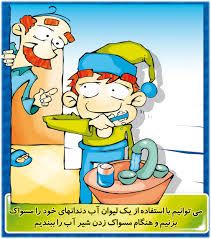 می توانیم با استفاده از یک لیوان آب دندانهای خود را مسواک
بزنیم و هنگام مسواک زدن شیر آب را ببندیم